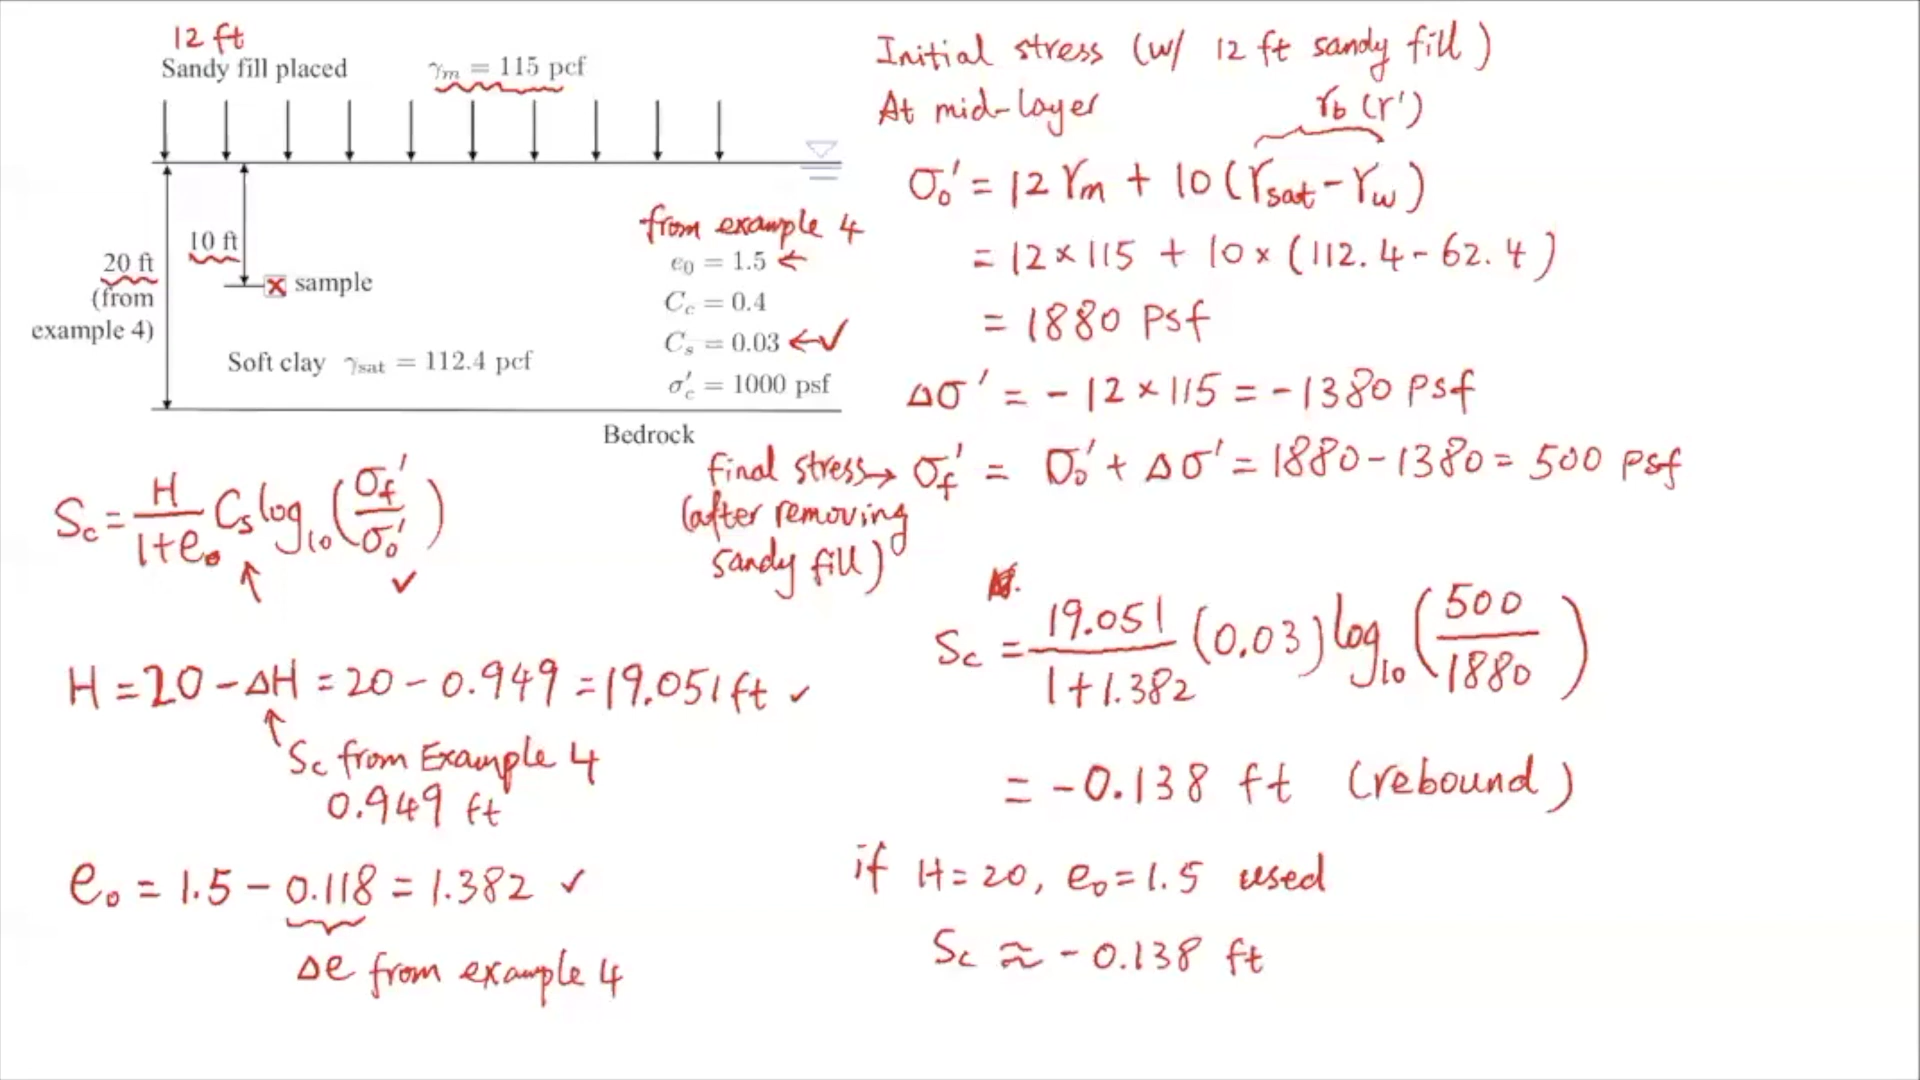 12 ft
Sandy fill placed
γm = 115 pcf
10 ft
20 ft
(from
example 4)
sample
Soft clay γsat = 112.4 pcf
from example 4
e0 = 1.5 ←
Cc = 0.4
Cs = 0.03 ←✓
σ'c = 1000 psf
Bedrock
Sc = H/(1+e0) Cs log10 (σf'/σ0')
↑ ✓
H = 20 - ΔH = 20 - 0.949 = 19.051 ft ✓
↑
Sc from Example 4
0.949 ft
e0 = 1.5 - 0.118 = 1.382 ✓
Δe from example 4
Initial stress (w/ 12 ft sandy fill)
At mid-layer
γb (γ')
σ0' = 12 γm + 10 (γsat - γw)
= 12 × 115 + 10 × (112.4 - 62.4)
= 1880 psf
Δσ' = - 12 × 115 = - 1380 psf
final stress → σf' = σ0' + Δσ' = 1880 - 1380 = 500 psf
(after removing
sandy fill)
Sc = 19.051/(1+1.382) (0.03) log10 (500/1880)
= - 0.138 ft (rebound)
if H = 20, e0 = 1.5 used
Sc ≈ - 0.138 ft